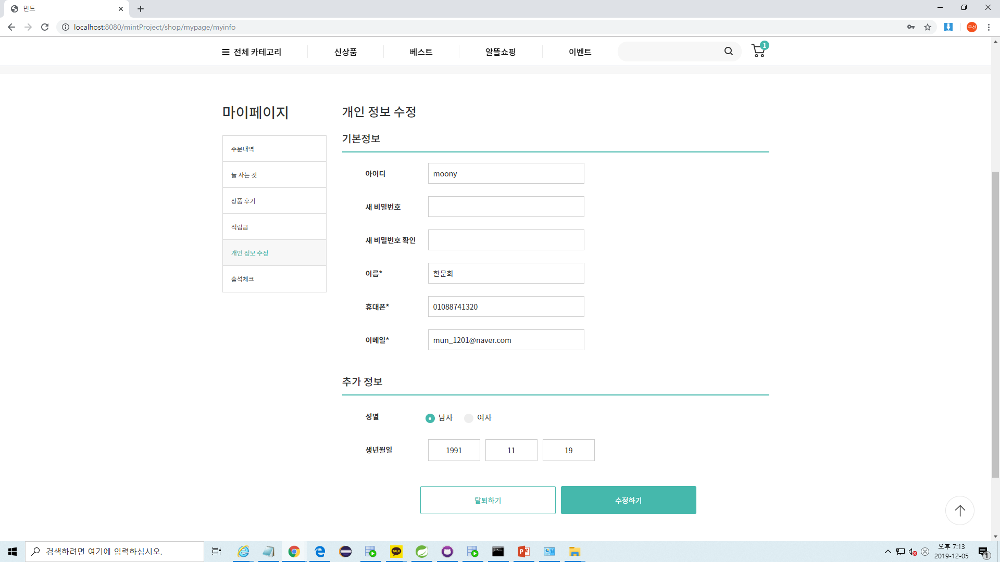 민트
localhost:8080/mintProject/shop/mypage/myinfo
무선
전체 카테고리
신상품
베스트
알뜰쇼핑
이벤트
1
마이페이지
주문내역
늘 사는 것
상품 후기
적립금
개인 정보 수정
출석체크
개인 정보 수정
기본정보
아이디 moony
새 비밀번호
새 비밀번호 확인
이름* 한문희
휴대폰* 01088741320
이메일* mun_1201@naver.com
추가 정보
성별 남자 여자
생년월일 1991 11 19
탈퇴하기
수정하기
검색하려면 여기에 입력하십시오.
TALK
오후 7:13
2019-12-05
1